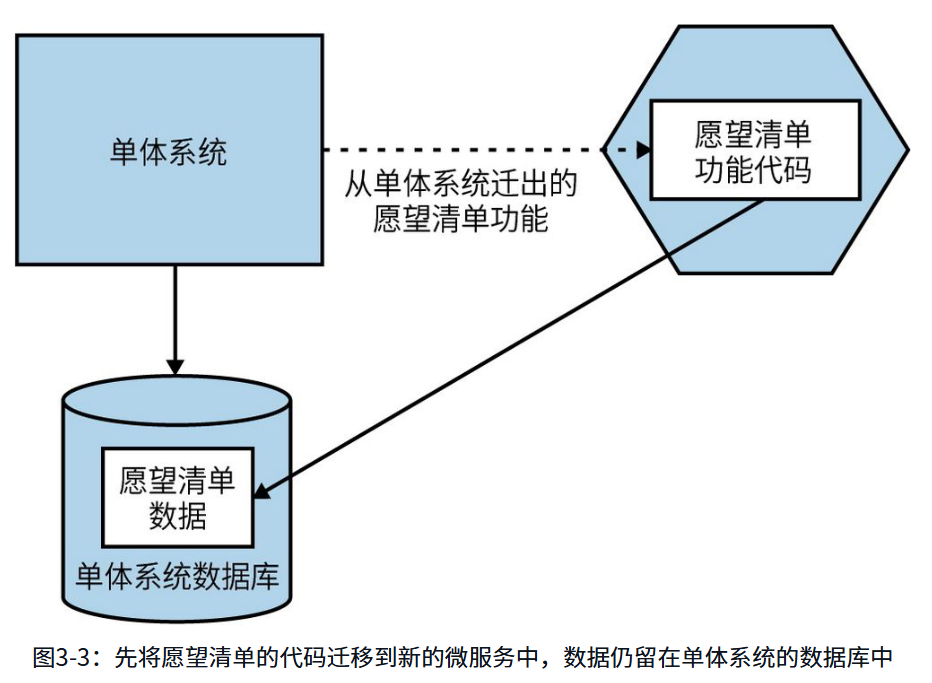 单体系统
愿望清单
功能代码
从单体系统迁出的
愿望清单功能
愿望清单
数据
单体系统数据库
图3-3：先将愿望清单的代码迁移到新的微服务中，数据仍留在单体系统的数据库中